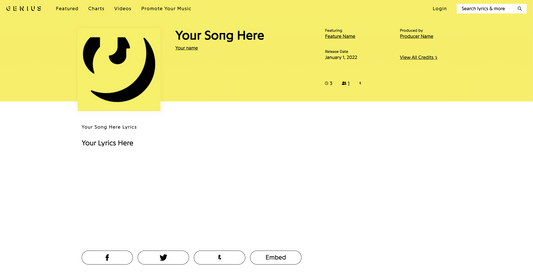 GENIUS
Featured Charts Videos Promote Your Music
Login
Search lyrics & more
Your Song Here
Your name
Featuring
Feature Name
Produced by
Producer Name
Release Date
January 1, 2022
View All Credits
3 1
Your Song Here Lyrics
Your Lyrics Here
Embed